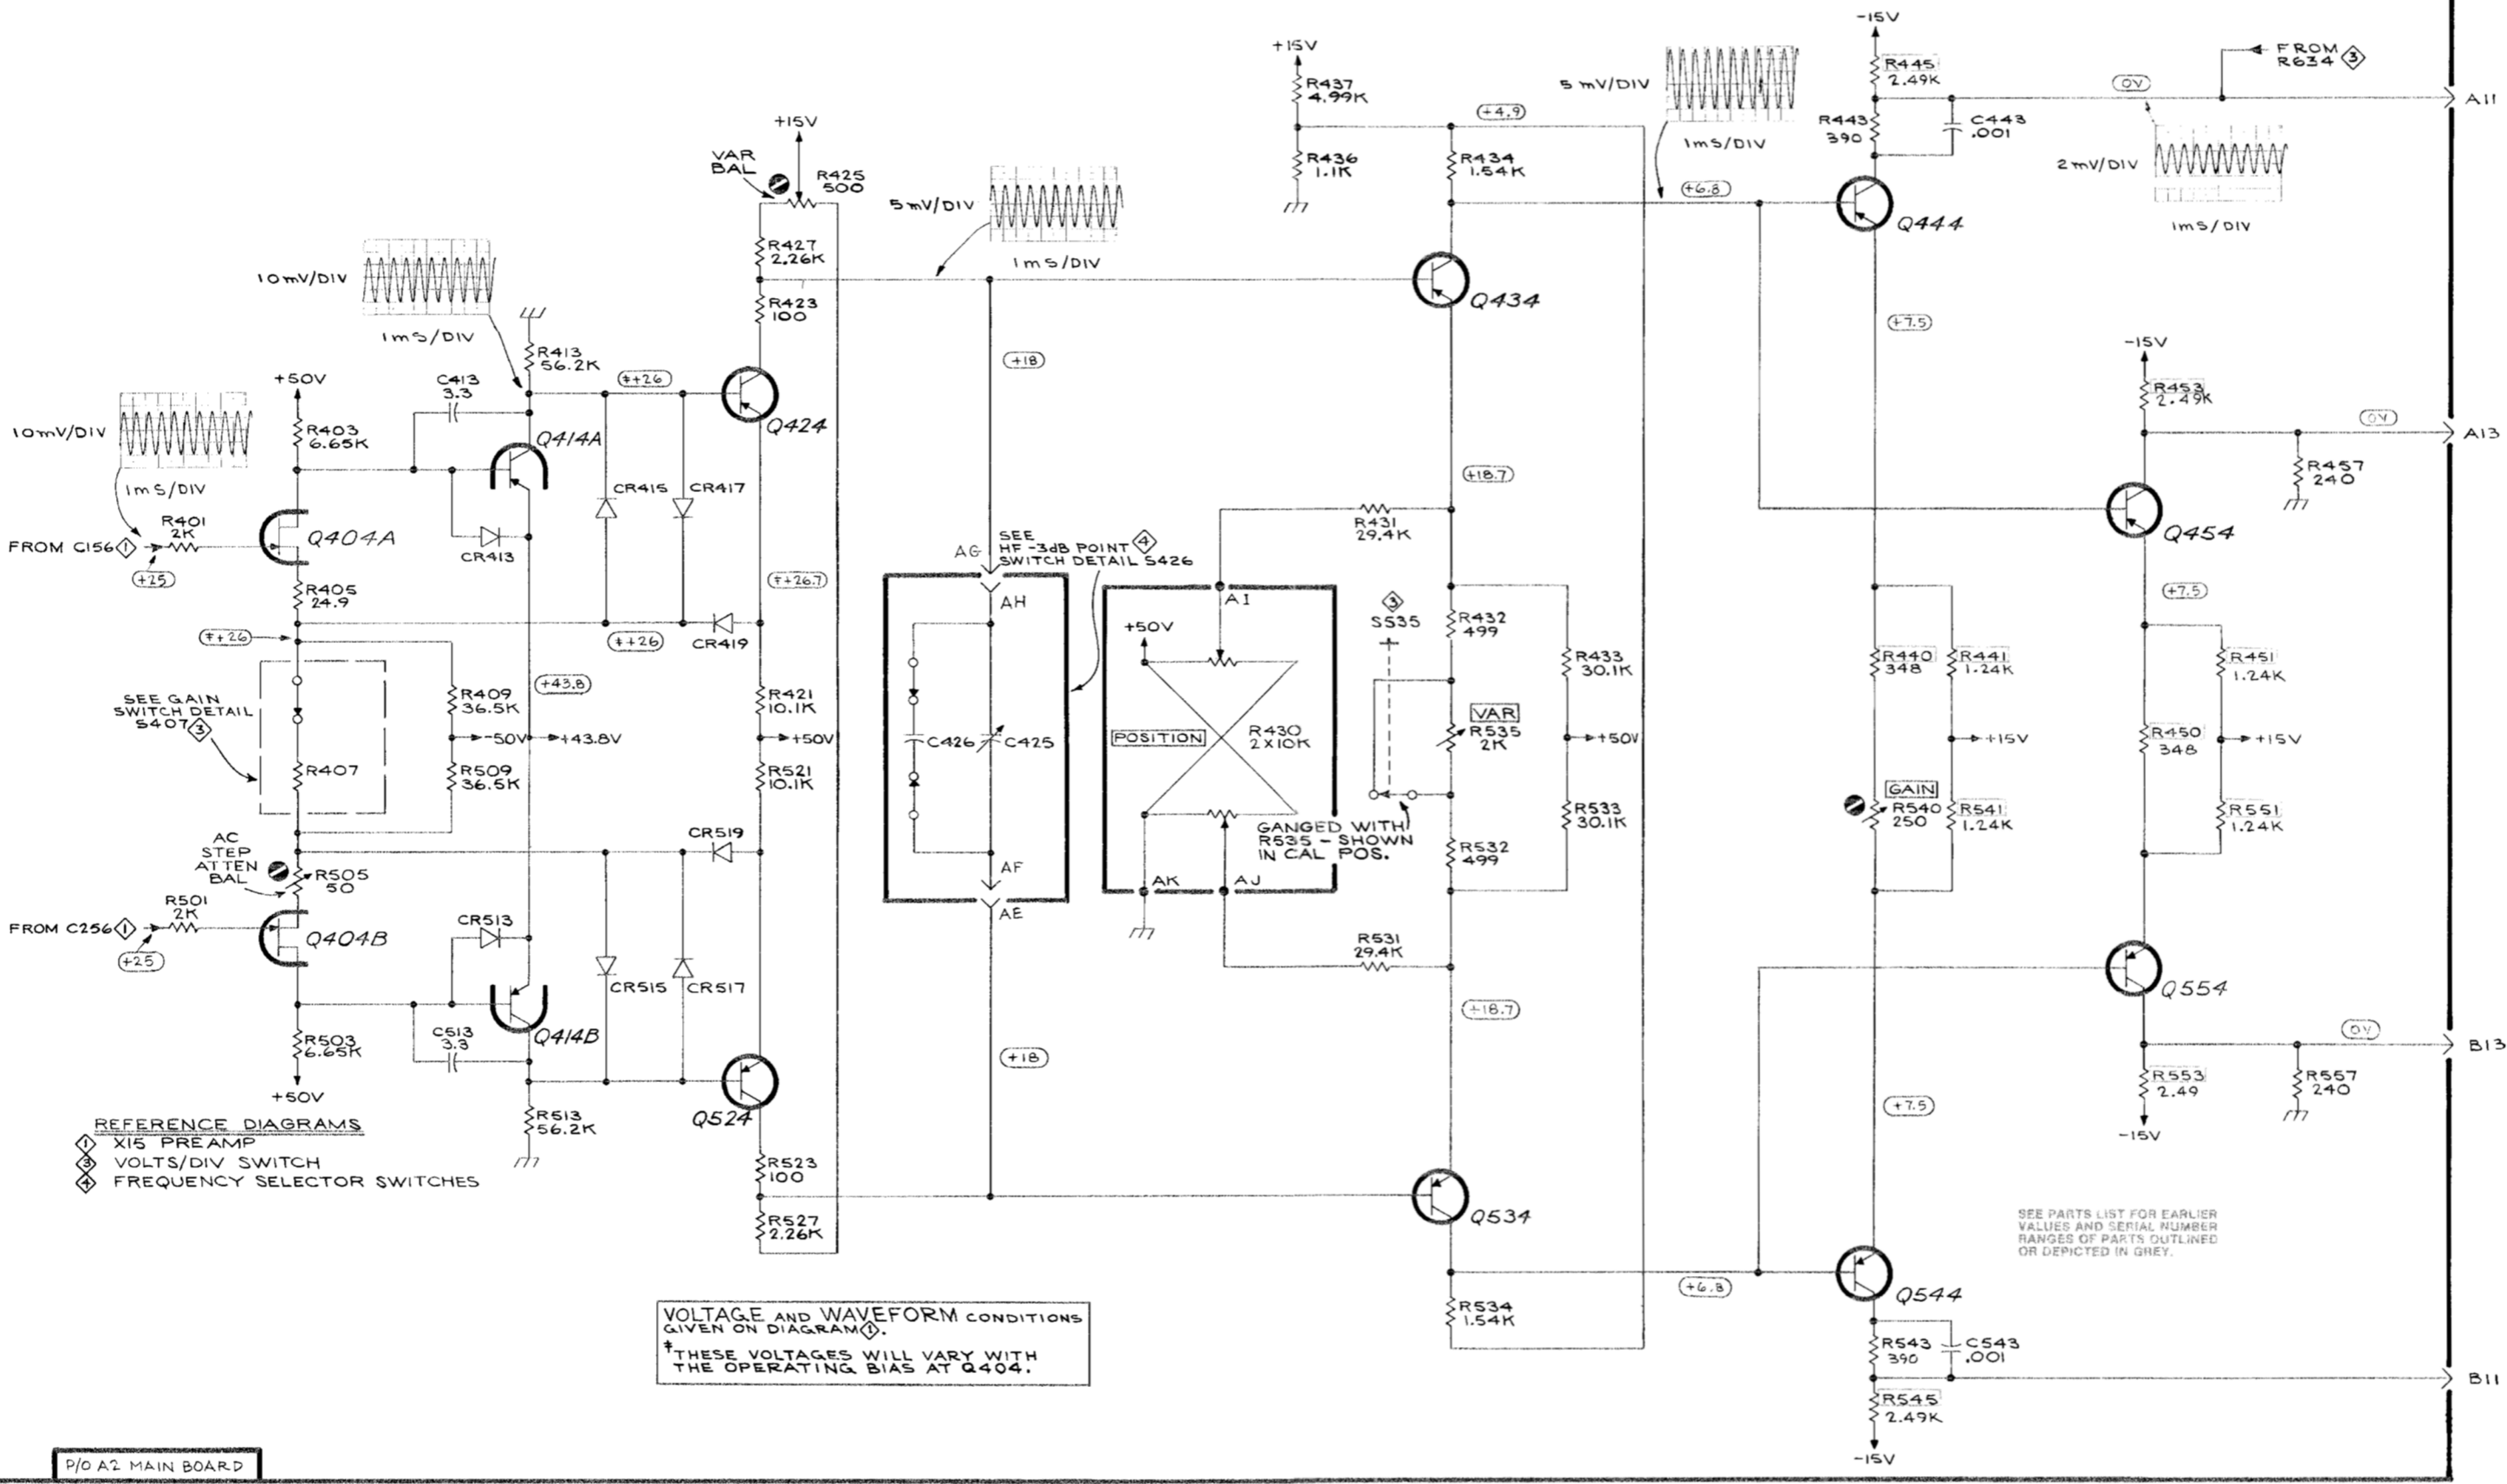 -15V
FROM
R634 3
R445
2.49K
0V
A11
R443
390
C443
.001
2mV/DIV
1mS/DIV
+15V
R437
4.99K
R436
1.1K
+4.9
R434
1.54K
5 mV/DIV
1mS/DIV
+6.8
Q444
+15V
VAR
BAL
R425
500
5mV/DIV
1mS/DIV
R427
2.26K
R423
100
Q434
+7.5
10mV/DIV
1mS/DIV
R413
56.2K
‡+26
Q424
+18
+50V
C413
3.3
R403
6.65K
Q414A
10mV/DIV
1mS/DIV
R401
2K
FROM C156 1
+25
Q404A
CR413
CR415
CR417
R405
24.9
‡+26
‡+26
CR419
‡+26.7
-15V
R453
2.49K
0V
A13
R457
240
Q454
+7.5
+18.7
R431
29.4K
AG
SEE
HF -3dB POINT 4
SWITCH DETAIL S426
AH
AI
+50V
3
S535
R432
499
R433
30.1K
R440
348
R441
1.24K
R451
1.24K
SEE GAIN
SWITCH DETAIL
S407 3
R409
36.5K
+43.8
R421
10.1K
-50V
+43.8V
+50V
R407
R509
36.5K
R521
10.1K
C426
C425
POSITION
R430
2X10K
VAR
R535
2K
+50V
+15V
R450
348
+15V
GAIN
R540
250
R541
1.24K
R551
1.24K
GANGED WITH
R535 - SHOWN
IN CAL POS.
R532
499
R533
30.1K
AC
STEP
ATTEN
BAL
R505
50
CR519
AF
AE
AK
AJ
R501
2K
FROM C256 1
+25
Q404B
CR513
CR515
CR517
R531
29.4K
+18.7
Q554
0V
B13
R553
2.49
R557
240
-15V
C513
3.3
Q414B
R503
6.65K
+50V
+18
Q524
R513
56.2K
+7.5
REFERENCE DIAGRAMS
1 X15 PREAMP
3 VOLTS/DIV SWITCH
4 FREQUENCY SELECTOR SWITCHES
R523
100
R527
2.26K
Q534
+6.8
Q544
SEE PARTS LIST FOR EARLIER
VALUES AND SERIAL NUMBER
RANGES OF PARTS OUTLINED
OR DEPICTED IN GREY.
R534
1.54K
VOLTAGE AND WAVEFORM CONDITIONS
GIVEN ON DIAGRAM 1.
‡THESE VOLTAGES WILL VARY WITH
THE OPERATING BIAS AT Q404.
R543
390
C543
.001
B11
R545
2.49K
-15V
P/O A2 MAIN BOARD